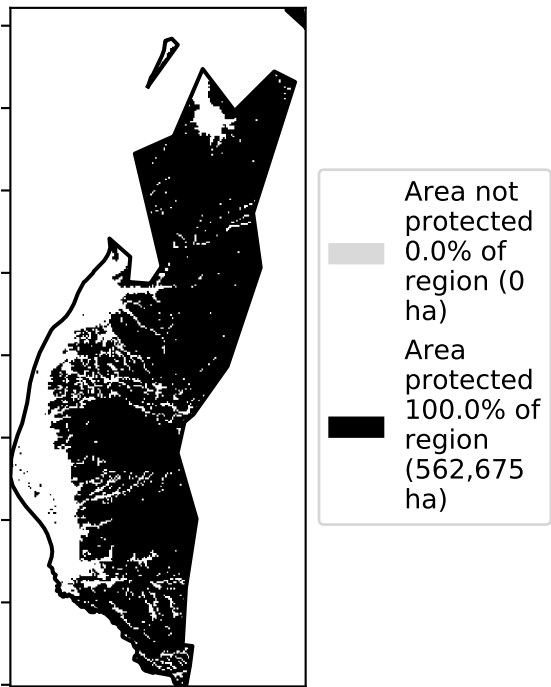 Area not
protected
0.0% of
region (0
ha)
Area
protected
100.0% of
region
(562,675
ha)